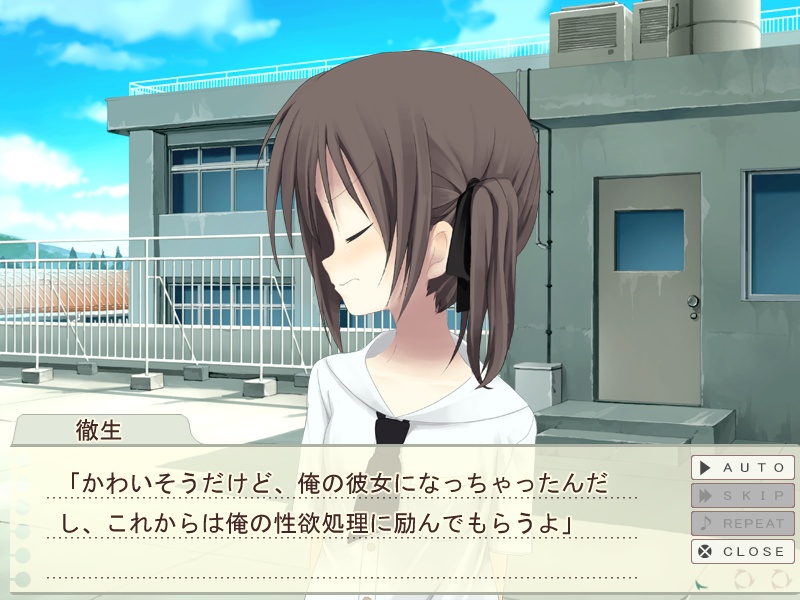 徹生
「かわいそうだけど、俺の彼女になっちゃったんだ
し、これからは俺の性欲処理に励んでもらうよ」
AUTO
SKIP
REPEAT
CLOSE